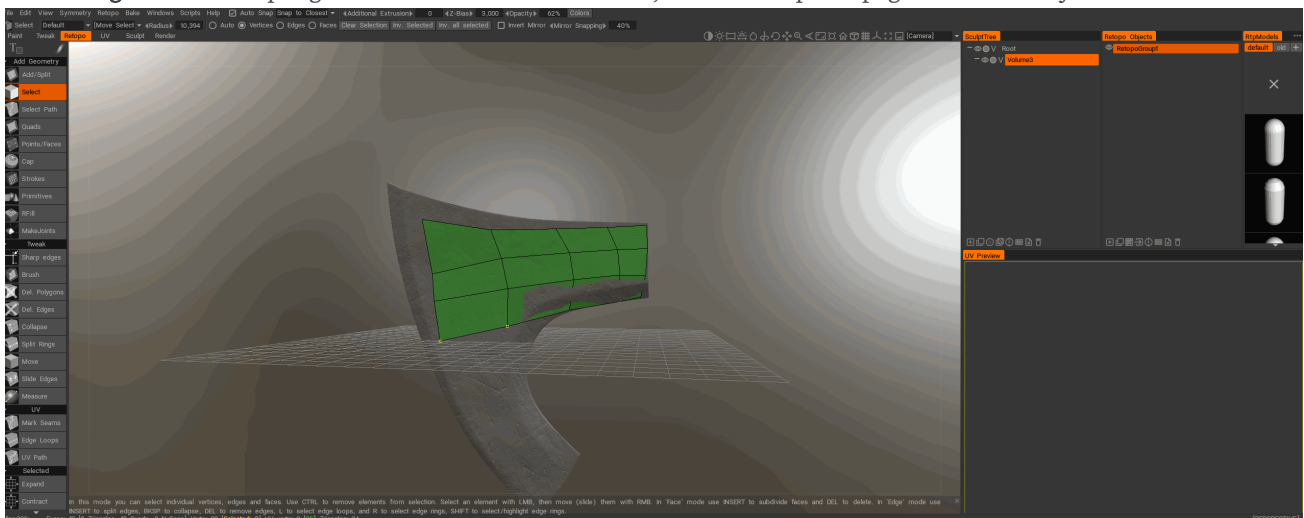 File Edit View Symmetry Retopo Bake Windows Scripts Help Auto Snap Snap to Closest Additional Extrusion 0 Z-Bias 3,000 Opacity 62% Colors
Select Default Move Select Radius 10,394 Auto Vertices Edges Faces Clear Selection Inv. Selected Inv. all selected Invert Mirror Mirror Snapping 40%
Paint Tweak Retopo UV Sculpt Render [Camera]
SculptTree
Retopo Objects
RtpModels
Root
Volume3
RetopoGroup1
default old +
Add Geometry
Add/Split
Select
Select Path
Quads
Points/Faces
Cap
Strokes
Primitives
RFill
MakeJoints
Tweak
Sharp edges
Brush
Del. Polygons
Del. Edges
Collapse
Split Rings
Move
Slide Edges
Measure
UV
Mark Seams
Edge Loops
UV Path
Selected
Expand
Contract
UV Preview
In this mode you can select individual vertices, edges and faces. Use CTRL to remove elements from selection. Select an element with LMB, then move (slide) them with RMB. In 'Face' mode use INSERT to subdivide faces and DEL to delete. In 'Edge' mode use
INSERT to split edges, BKSP to collapse, DEL to remove edges, L to select edge loops, and R to select edge rings, SHIFT to select/highlight edge rings.